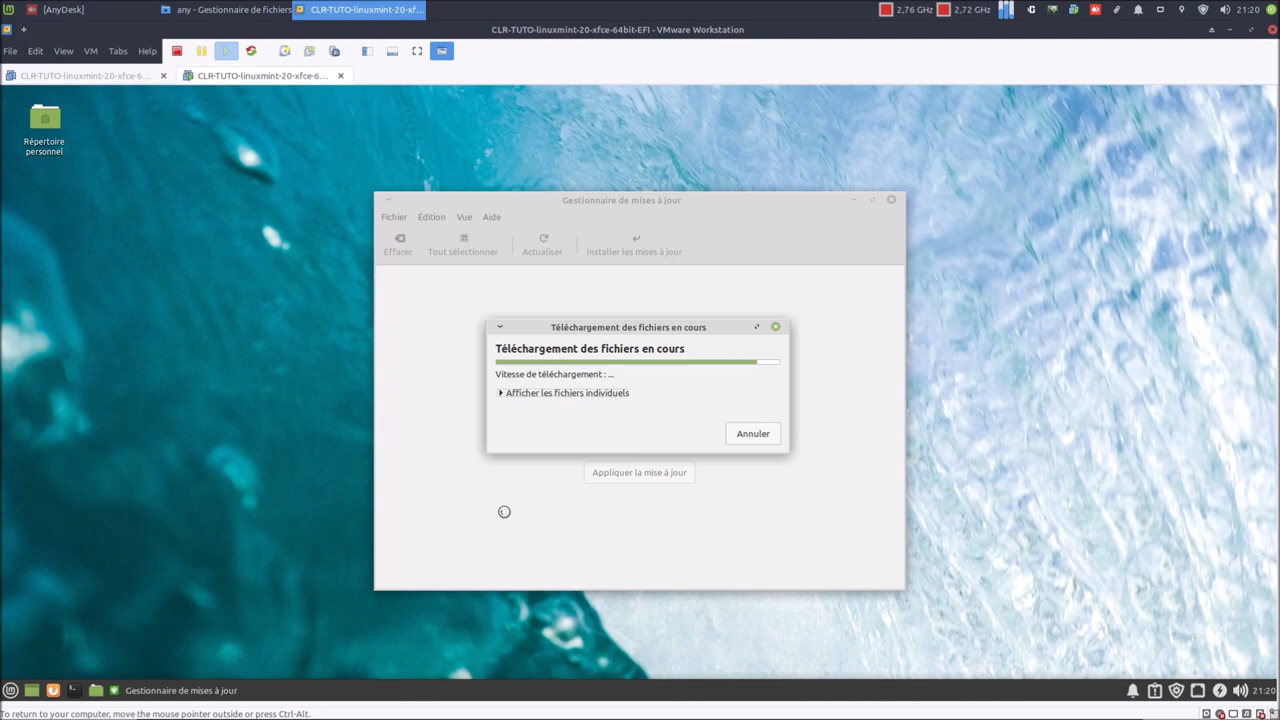 [AnyDesk]
any - Gestionnaire de fichiers
CLR-TUTO-linuxmint-20-xf...
2,76 GHz
2,72 GHz
21:20
CLR-TUTO-linuxmint-20-xfce-64bit-EFI - VMware Workstation
File Edit View VM Tabs Help
CLR-TUTO-linuxmint-20-xfce-6...
CLR-TUTO-linuxmint-20-xfce-6...
Répertoire
personnel
Gestionnaire de mises à jour
Fichier Édition Vue Aide
Effacer Tout sélectionner Actualiser Installer les mises à jour
Téléchargement des fichiers en cours
Téléchargement des fichiers en cours
Vitesse de téléchargement : ...
Afficher les fichiers individuels
Annuler
Appliquer la mise à jour
Gestionnaire de mises à jour
21:20
To return to your computer, move the mouse pointer outside or press Ctrl-Alt.